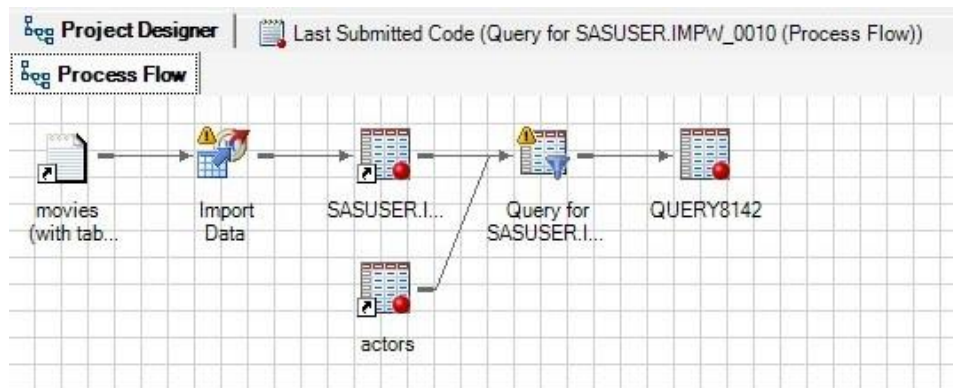 Project Designer
Last Submitted Code (Query for SASUSER.IMPW_0010 (Process Flow))
Process Flow
movies
(with tab...
Import
Data
SASUSER.I...
Query for
SASUSER.I...
QUERY8142
actors